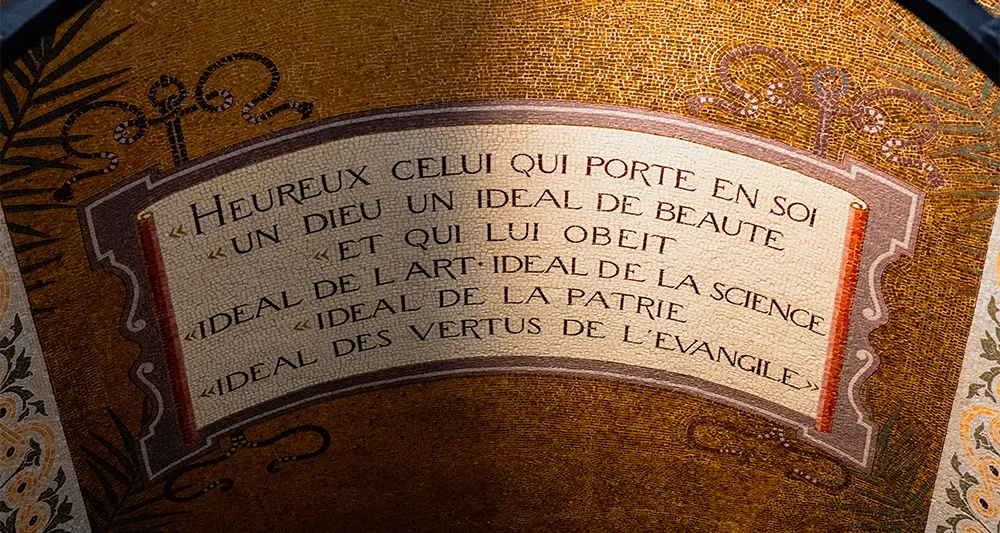 «HEUREUX CELUI QUI PORTE EN SOI
«UN DIEU UN IDEAL DE BEAUTE
«ET QUI LUI OBEIT
«IDEAL DE L ART· IDEAL DE LA SCIENCE
«IDEAL DE LA PATRIE
«IDEAL DES VERTUS DE L'EVANGILE»